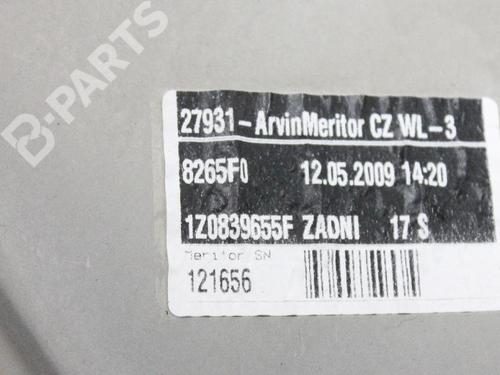 B-PARTS
27931-ArvinMeritor CZ WL-3
8265F0 12.05.2009 14:20
1Z0839655F ZADNI 17 S
Meritor SN
121656